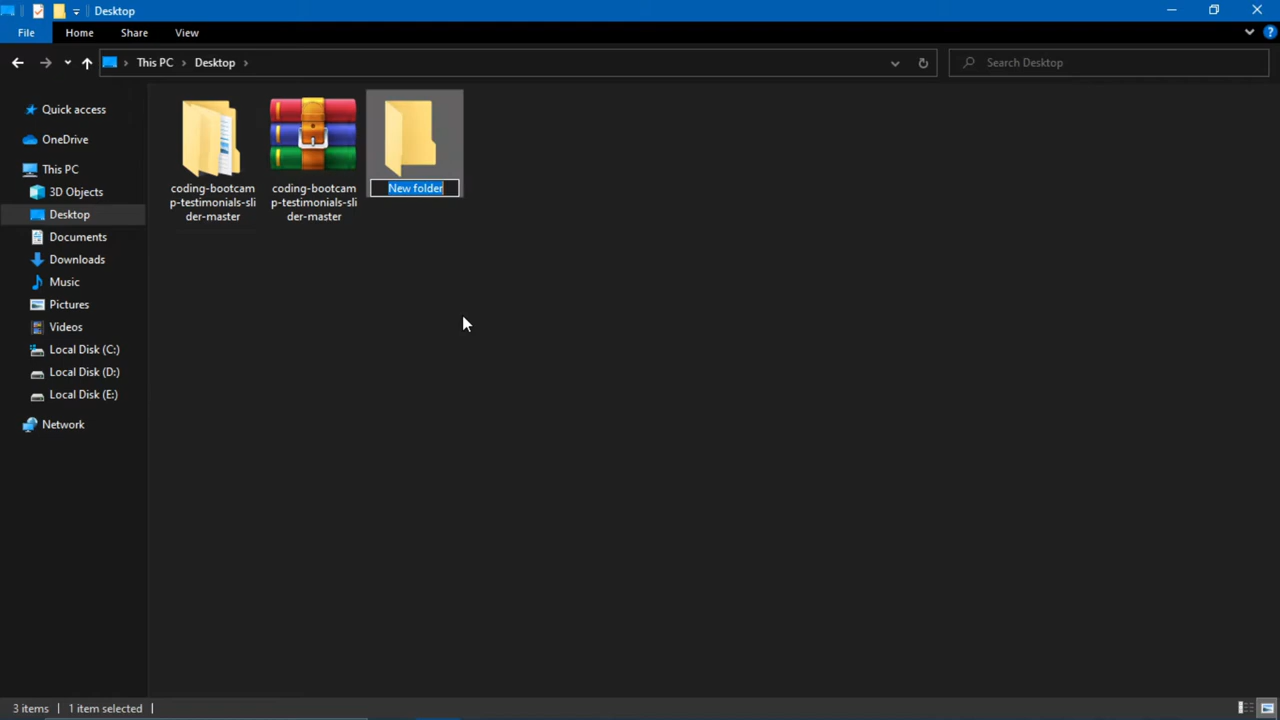 Desktop
File Home Share View
This PC Desktop Search Desktop
Quick access
OneDrive
This PC
3D Objects
Desktop
Documents
Downloads
Music
Pictures
Videos
Local Disk (C:)
Local Disk (D:)
Local Disk (E:)
Network
coding-bootcam
p-testimonials-sli
der-master
coding-bootcam
p-testimonials-sli
der-master
New folder
3 items 1 item selected